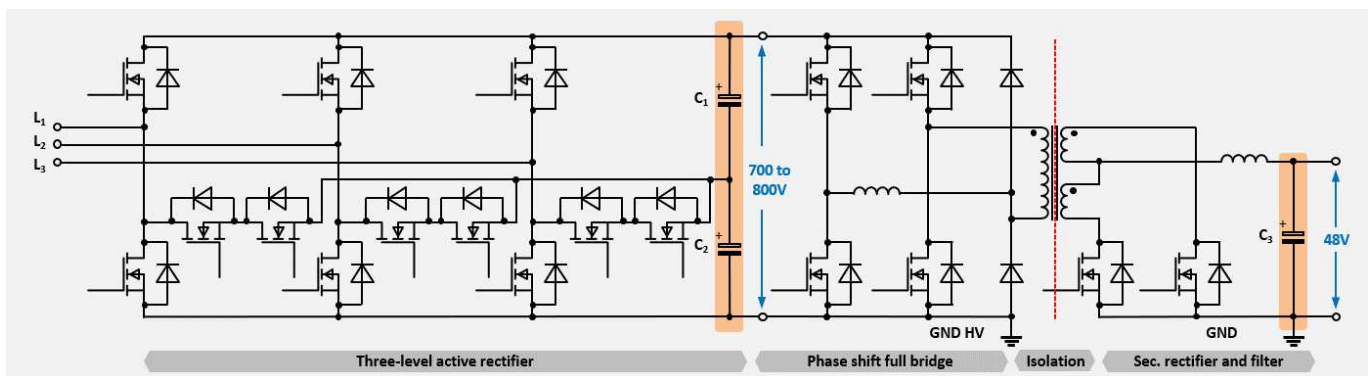 L1
L2
L3
+
C1
+
C2
700 to
800V
+
C3
48V
GND HV
GND
Three-level active rectifier
Phase shift full bridge
Isolation
Sec. rectifier and filter